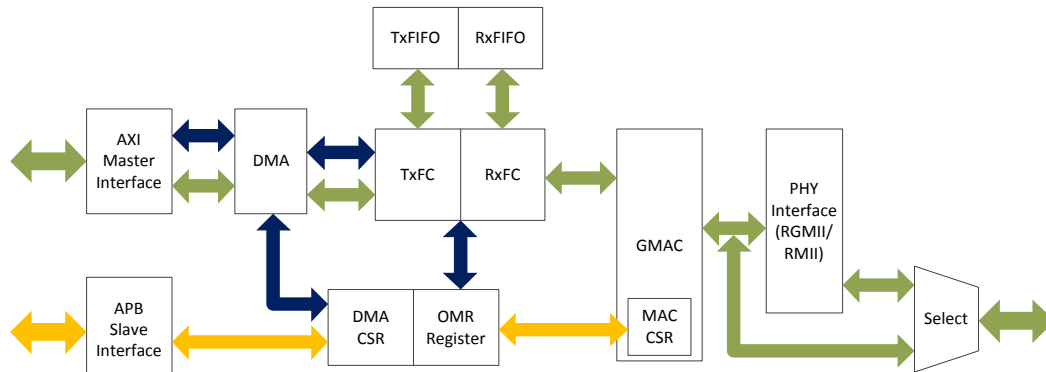 TxFIFO
RxFIFO
AXI
Master
Interface
DMA
TxFC
RxFC
GMAC
PHY
Interface
(RGMII/
RMII)
APB
Slave
Interface
DMA
CSR
OMR
Register
MAC
CSR
Select